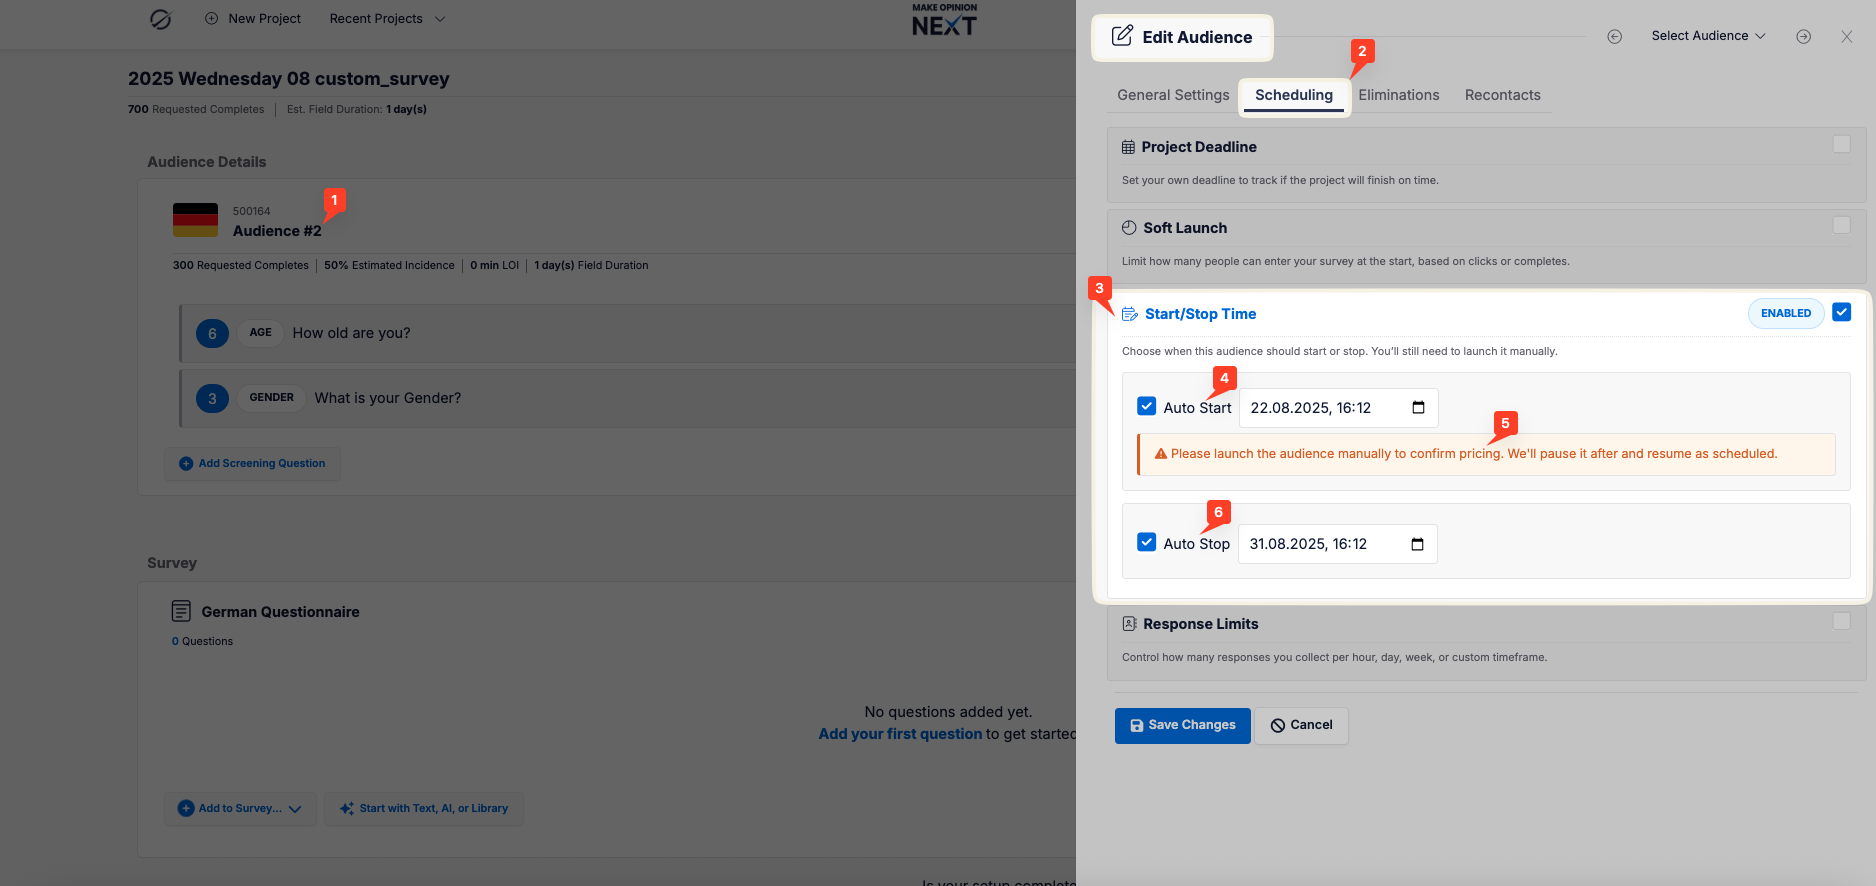 New Project
Recent Projects
MAKE OPINION
NEXT
2025 Wednesday 08 custom_survey
700 Requested Completes | Est. Field Duration: 1 day(s)
Audience Details
1
500164
Audience #2
300 Requested Completes | 50% Estimated Incidence | 0 min LOI | 1 day(s) Field Duration
6 AGE How old are you?
3 GENDER What is your Gender?
Add Screening Question
Survey
German Questionnaire
0 Questions
No questions added yet.
Add your first question to get started
Add to Survey...
Start with Text, AI, or Library
Is your setup complete
Edit Audience
Select Audience
2
General Settings
Scheduling
Eliminations
Recontacts
Project Deadline
Set your own deadline to track if the project will finish on time.
Soft Launch
Limit how many people can enter your survey at the start, based on clicks or completes.
3
Start/Stop Time
ENABLED
Choose when this audience should start or stop. You'll still need to launch it manually.
4
Auto Start 22.08.2025, 16:12
5
Please launch the audience manually to confirm pricing. We'll pause it after and resume as scheduled.
6
Auto Stop 31.08.2025, 16:12
Response Limits
Control how many responses you collect per hour, day, week, or custom timeframe.
Save Changes
Cancel